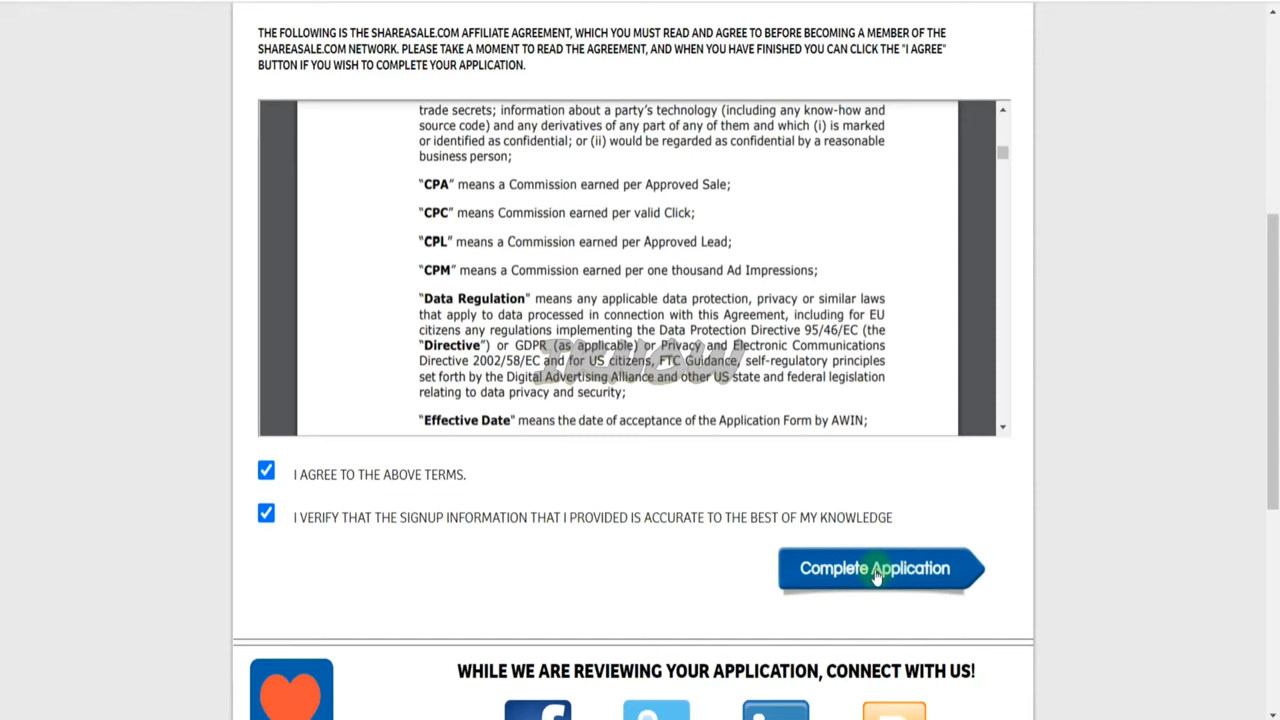 THE FOLLOWING IS THE SHAREASALE.COM AFFILIATE AGREEMENT, WHICH YOU MUST READ AND AGREE TO BEFORE BECOMING A MEMBER OF THE
SHAREASALE.COM NETWORK. PLEASE TAKE A MOMENT TO READ THE AGREEMENT, AND WHEN YOU HAVE FINISHED YOU CAN CLICK THE "I AGREE"
BUTTON IF YOU WISH TO COMPLETE YOUR APPLICATION.
trade secrets; information about a party's technology (including any know-how and
source code) and any derivatives of any part of any of them and which (i) is marked
or identified as confidential; or (ii) would be regarded as confidential by a reasonable
business person;
"CPA" means a Commission earned per Approved Sale;
"CPC" means Commission earned per valid Click;
"CPL" means a Commission earned per Approved Lead;
"CPM" means a Commission earned per one thousand Ad Impressions;
"Data Regulation" means any applicable data protection, privacy or similar laws
that apply to data processed in connection with this Agreement, including for EU
citizens any regulations implementing the Data Protection Directive 95/46/EC (the
"Directive") or GDPR (as applicable) or Privacy and Electronic Communications
Directive 2002/58/EC and for US citizens, FTC Guidance, self-regulatory principles
set forth by the Digital Advertising Alliance and other US state and federal legislation
relating to data privacy and security;
"Effective Date" means the date of acceptance of the Application Form by AWIN;
I AGREE TO THE ABOVE TERMS.
I VERIFY THAT THE SIGNUP INFORMATION THAT I PROVIDED IS ACCURATE TO THE BEST OF MY KNOWLEDGE
Complete Application
WHILE WE ARE REVIEWING YOUR APPLICATION, CONNECT WITH US!